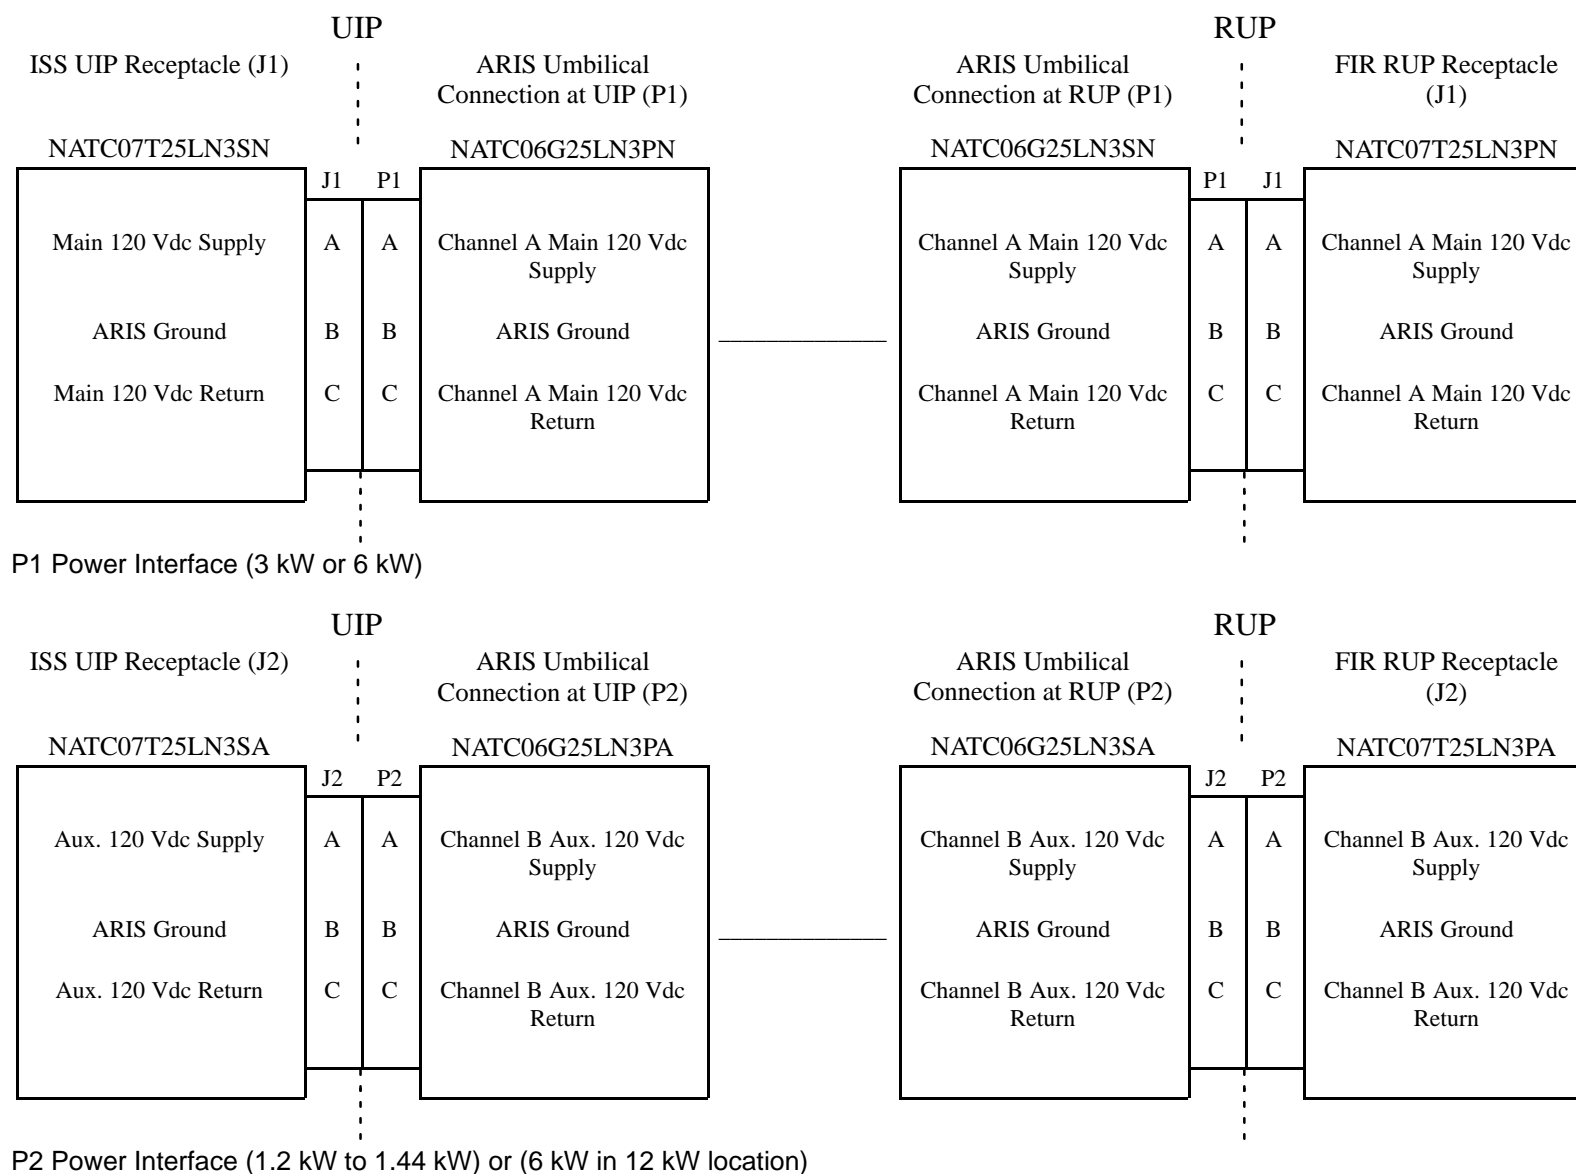 UIP
RUP
ISS UIP Receptacle (J1)
ARIS Umbilical
Connection at UIP (P1)
ARIS Umbilical
Connection at RUP (P1)
FIR RUP Receptacle
(J1)
NATC07T25LN3SN
NATC06G25LN3PN
NATC06G25LN3SN
NATC07T25LN3PN
J1 P1
P1 J1
Main 120 Vdc Supply
A A
Channel A Main 120 Vdc
Supply
Channel A Main 120 Vdc
Supply
A A
Channel A Main 120 Vdc
Supply
ARIS Ground
B B
ARIS Ground
ARIS Ground
B B
ARIS Ground
Main 120 Vdc Return
C C
Channel A Main 120 Vdc
Return
Channel A Main 120 Vdc
Return
C C
Channel A Main 120 Vdc
Return
P1 Power Interface (3 kW or 6 kW)
UIP
RUP
ISS UIP Receptacle (J2)
ARIS Umbilical
Connection at UIP (P2)
ARIS Umbilical
Connection at RUP (P2)
FIR RUP Receptacle
(J2)
NATC07T25LN3SA
NATC06G25LN3PA
NATC06G25LN3SA
NATC07T25LN3PA
J2 P2
J2 P2
Aux. 120 Vdc Supply
A A
Channel B Aux. 120 Vdc
Supply
Channel B Aux. 120 Vdc
Supply
A A
Channel B Aux. 120 Vdc
Supply
ARIS Ground
B B
ARIS Ground
ARIS Ground
B B
ARIS Ground
Aux. 120 Vdc Return
C C
Channel B Aux. 120 Vdc
Return
Channel B Aux. 120 Vdc
Return
C C
Channel B Aux. 120 Vdc
Return
P2 Power Interface (1.2 kW to 1.44 kW) or (6 kW in 12 kW location)